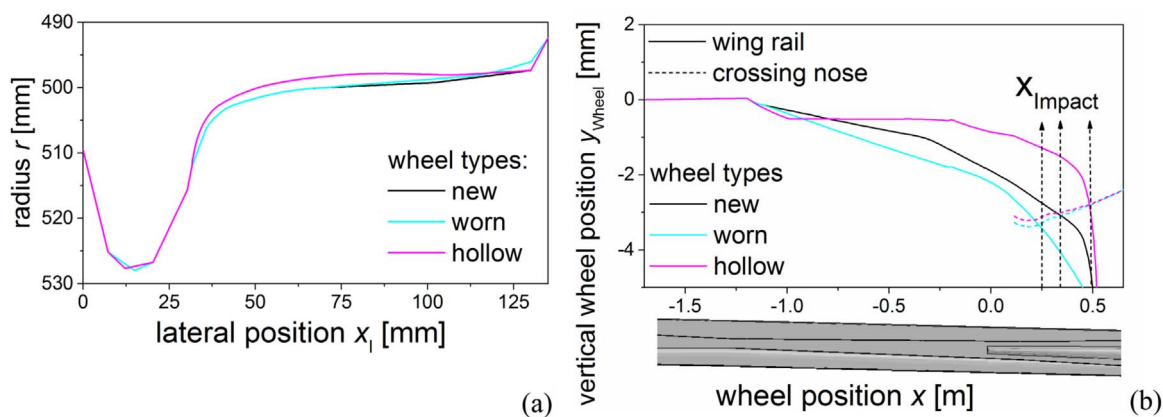 490
500
510
520
530
radius r [mm]
0
25
50
75
100
125
lateral position xₗ [mm]
wheel types:
new
worn
hollow
(a)
2
0
-2
-4
vertical wheel position y_Wheel [mm]
wing rail
crossing nose
X_Impact
wheel types
new
worn
hollow
-1.5
-1.0
-0.5
0.0
0.5
wheel position x [m]
(b)